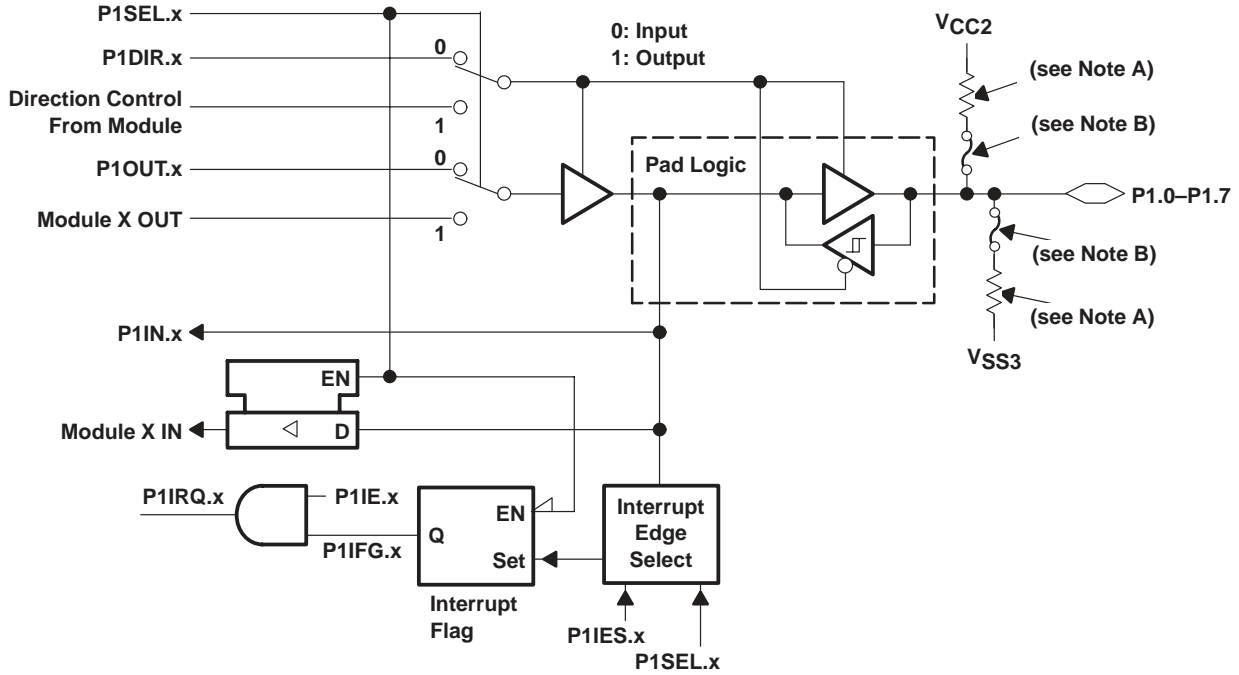 P1SEL.x
P1DIR.x
0
0: Input
1: Output
VCC2
(see Note A)
Direction Control
From Module
1
(see Note B)
P1OUT.x
0
Pad Logic
P1.0–P1.7
Module X OUT
1
(see Note B)
(see Note A)
P1IN.x
VSS3
EN
Module X IN
D
P1IRQ.x
P1IE.x
P1IFG.x
EN
Q
Set
Interrupt
Edge
Select
Interrupt
Flag
P1IES.x
P1SEL.x